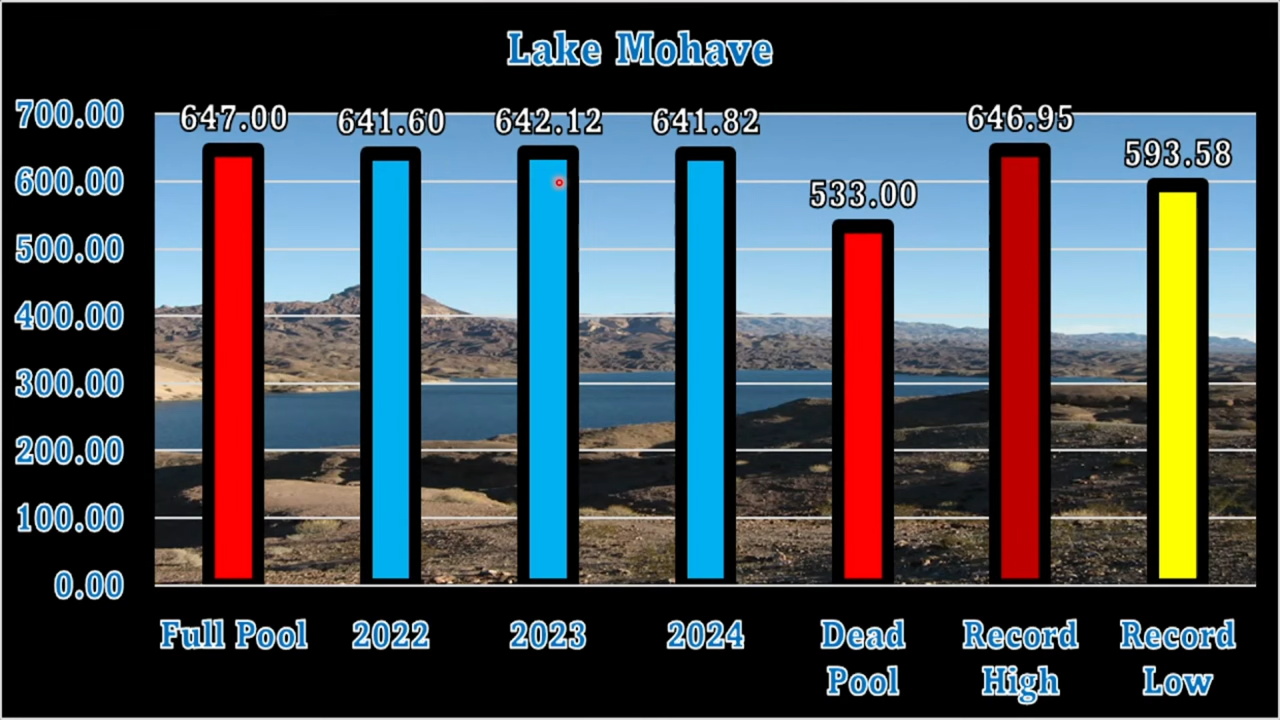 Lake Mohave
700.00
600.00
500.00
400.00
300.00
200.00
100.00
0.00
647.00
641.60
642.12
641.82
533.00
646.95
593.58
Full Pool
2022
2023
2024
Dead
Pool
Record
High
Record
Low